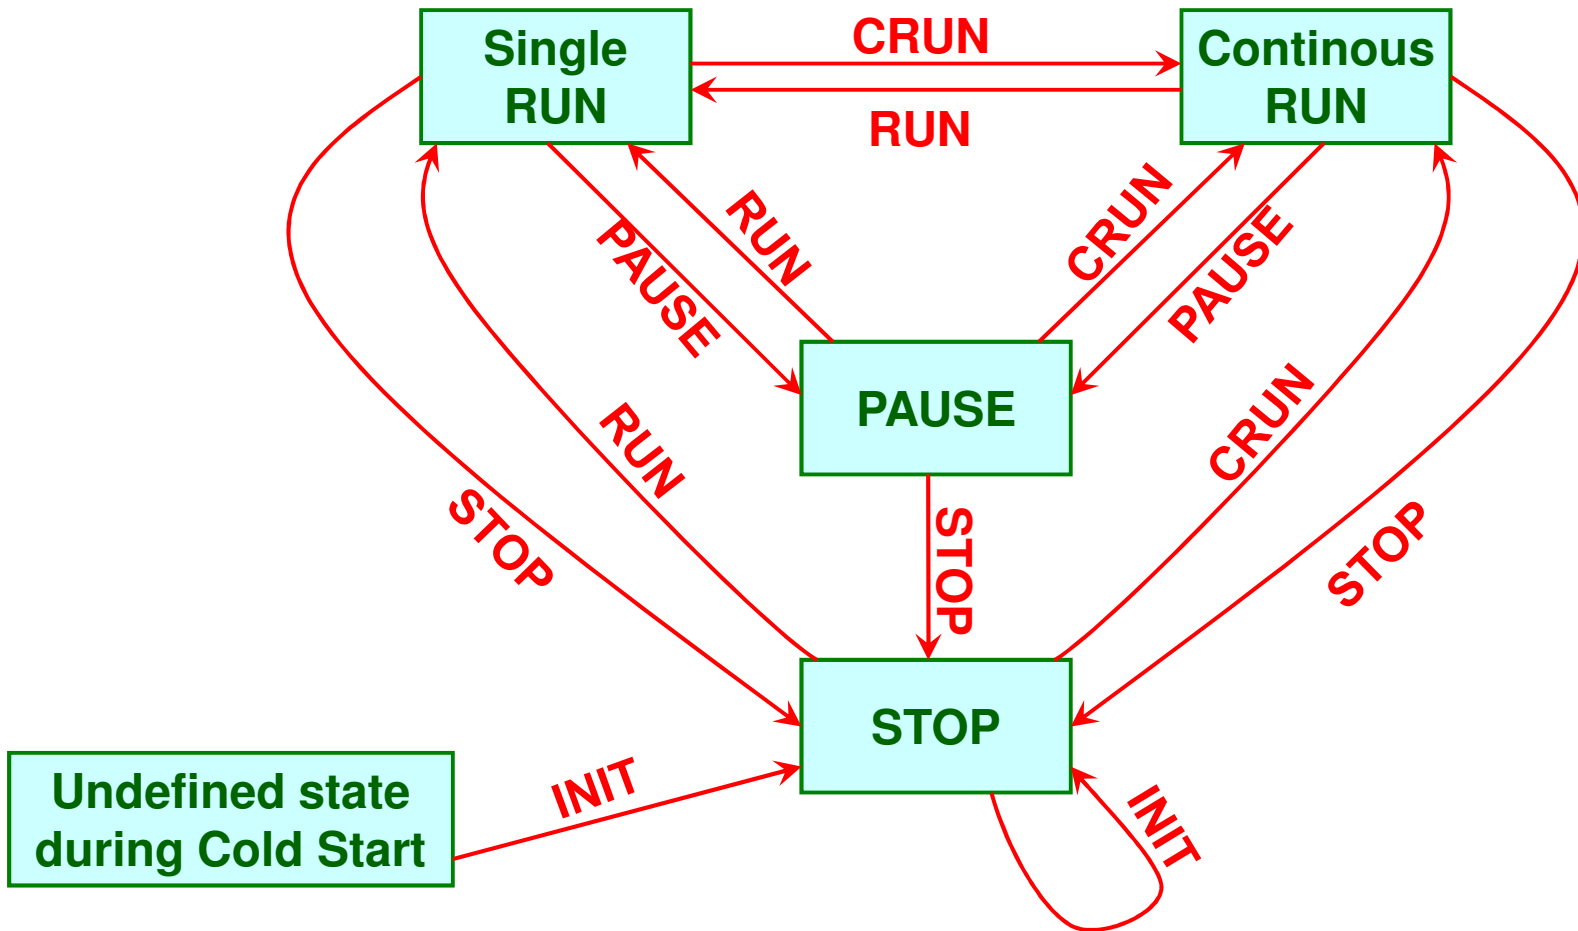 Single
RUN
CRUN
Continous
RUN
RUN
RUN
PAUSE
CRUN
PAUSE
PAUSE
RUN
CRUN
STOP
STOP
STOP
STOP
Undefined state
during Cold Start
INIT
INIT